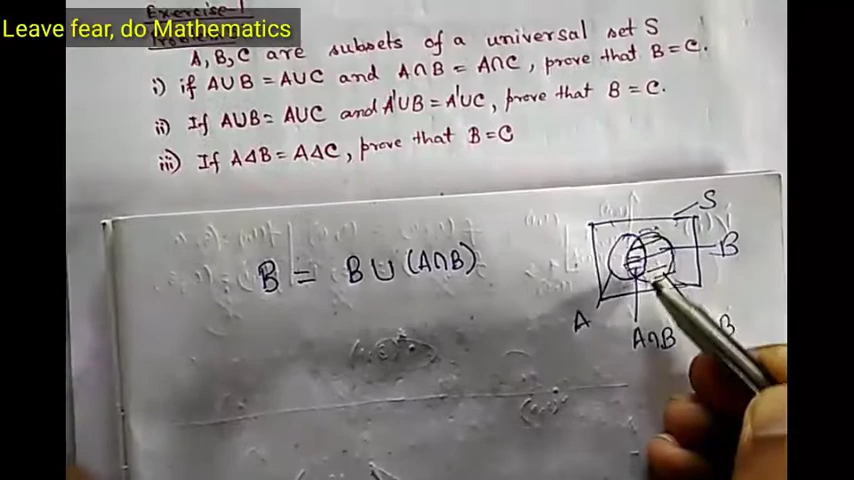 Exercise-1
Leave fear, do Mathematics
A, B, C are subsets of a universal set S
i) if A∪B = A∪C and A∩B = A∩C, prove that B=C.
ii) If A∪B = A∪C and A'∪B = A'∪C, prove that B = C.
iii) If AΔB = AΔC, prove that B=C
S
B = B∪(A∩B)
B
A
A∩B
B